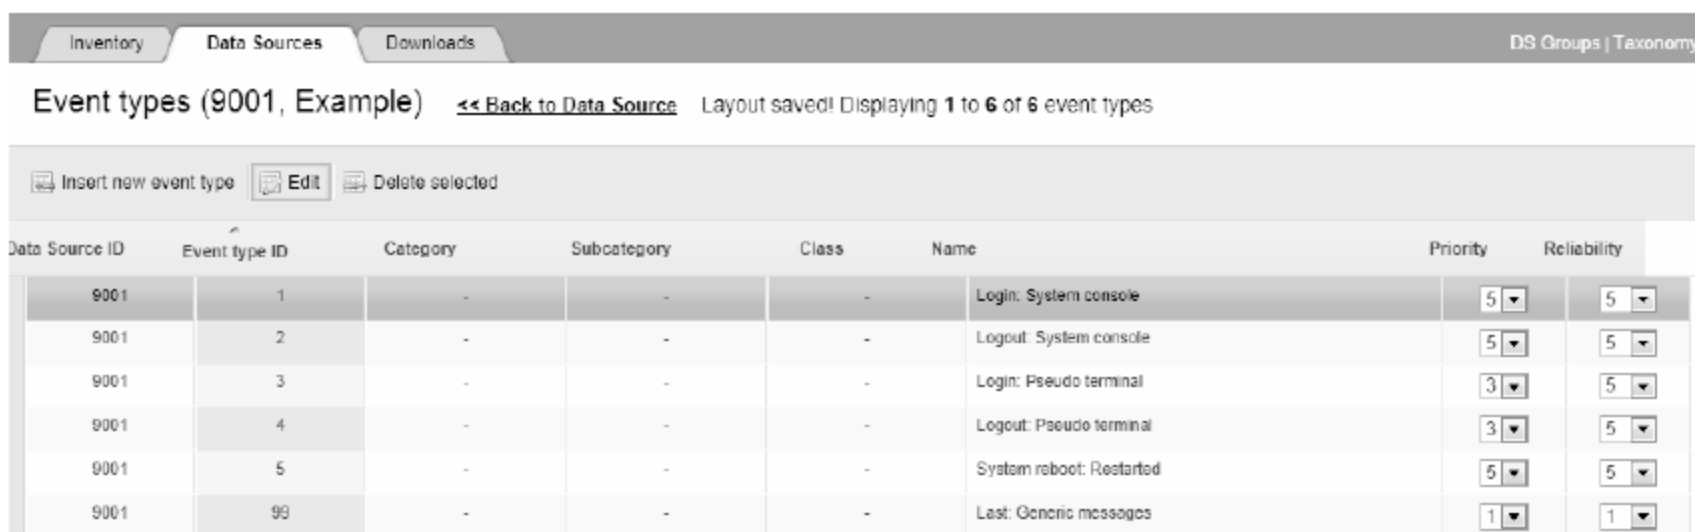 Inventory Data Sources Downloads DS Groups | Taxonomy
Event types (9001, Example) << Back to Data Source Layout saved! Displaying 1 to 6 of 6 event types
Insert new event type Edit Delete selected
Data Source ID Event type ID Category Subcategory Class Name Priority Reliability
9001 1 - - - Login: System console 5 5
9001 2 - - - Logout: System console 5 5
9001 3 - - - Login: Pseudo terminal 3 5
9001 4 - - - Logout: Pseudo terminal 3 5
9001 5 - - - System reboot: Restarted 5 5
9001 99 - - - Last: Generic messages 1 1